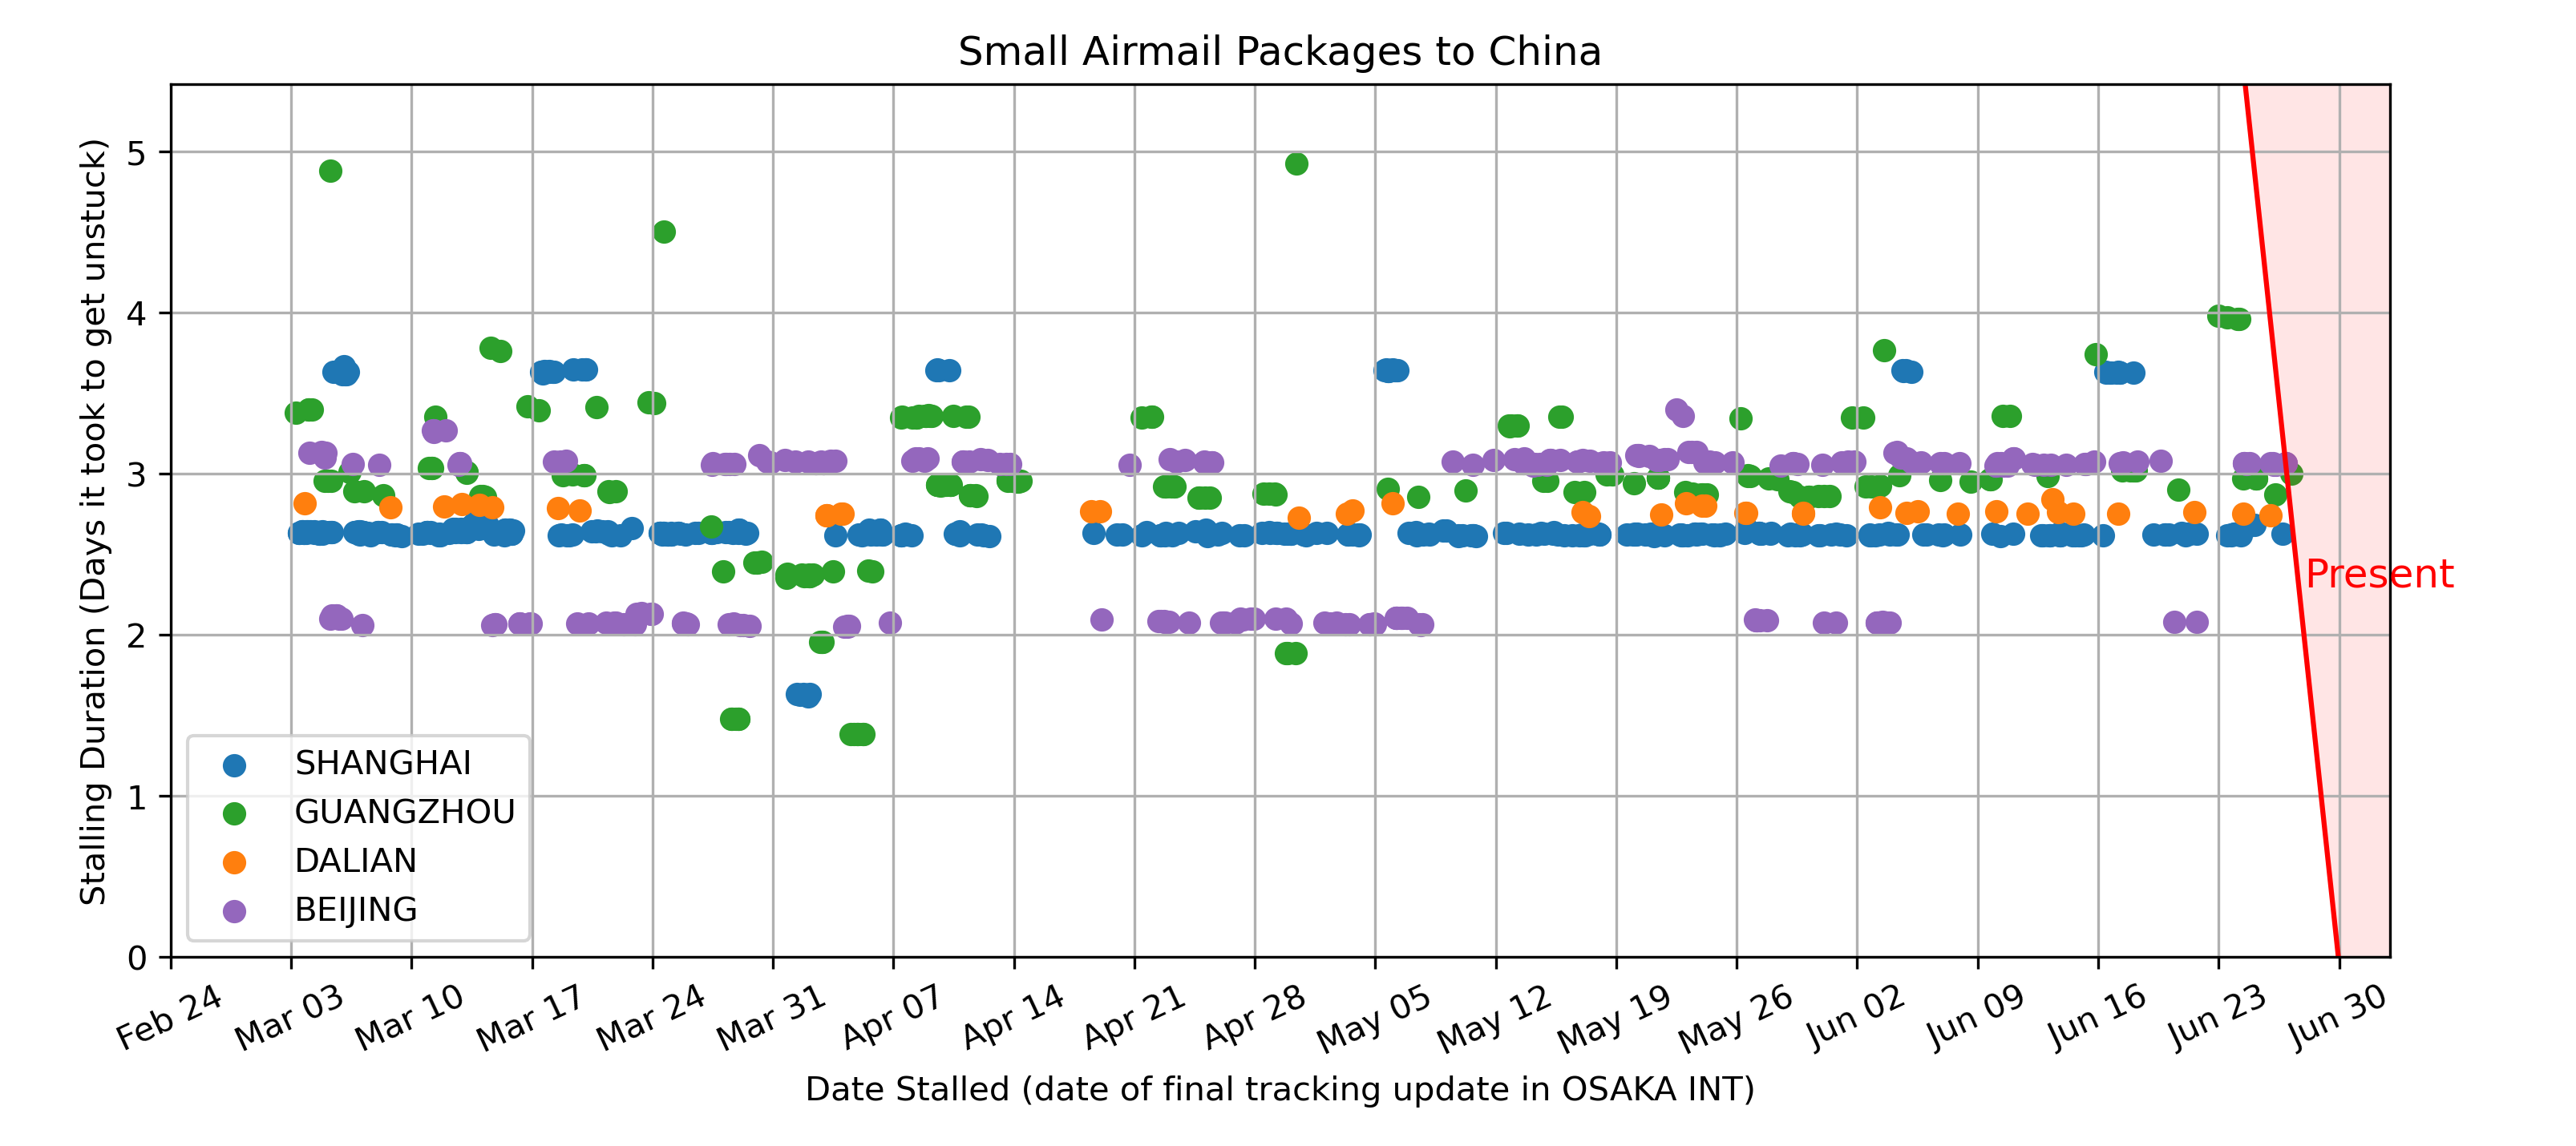 Small Airmail Packages to China
Stalling Duration (Days it took to get unstuck)
5
4
3
2
1
0
Present
SHANGHAI
GUANGZHOU
DALIAN
BEIJING
Feb 24
Mar 03
Mar 10
Mar 17
Mar 24
Mar 31
Apr 07
Apr 14
Apr 21
Apr 28
May 05
May 12
May 19
May 26
Jun 02
Jun 09
Jun 16
Jun 23
Jun 30
Date Stalled (date of final tracking update in OSAKA INT)